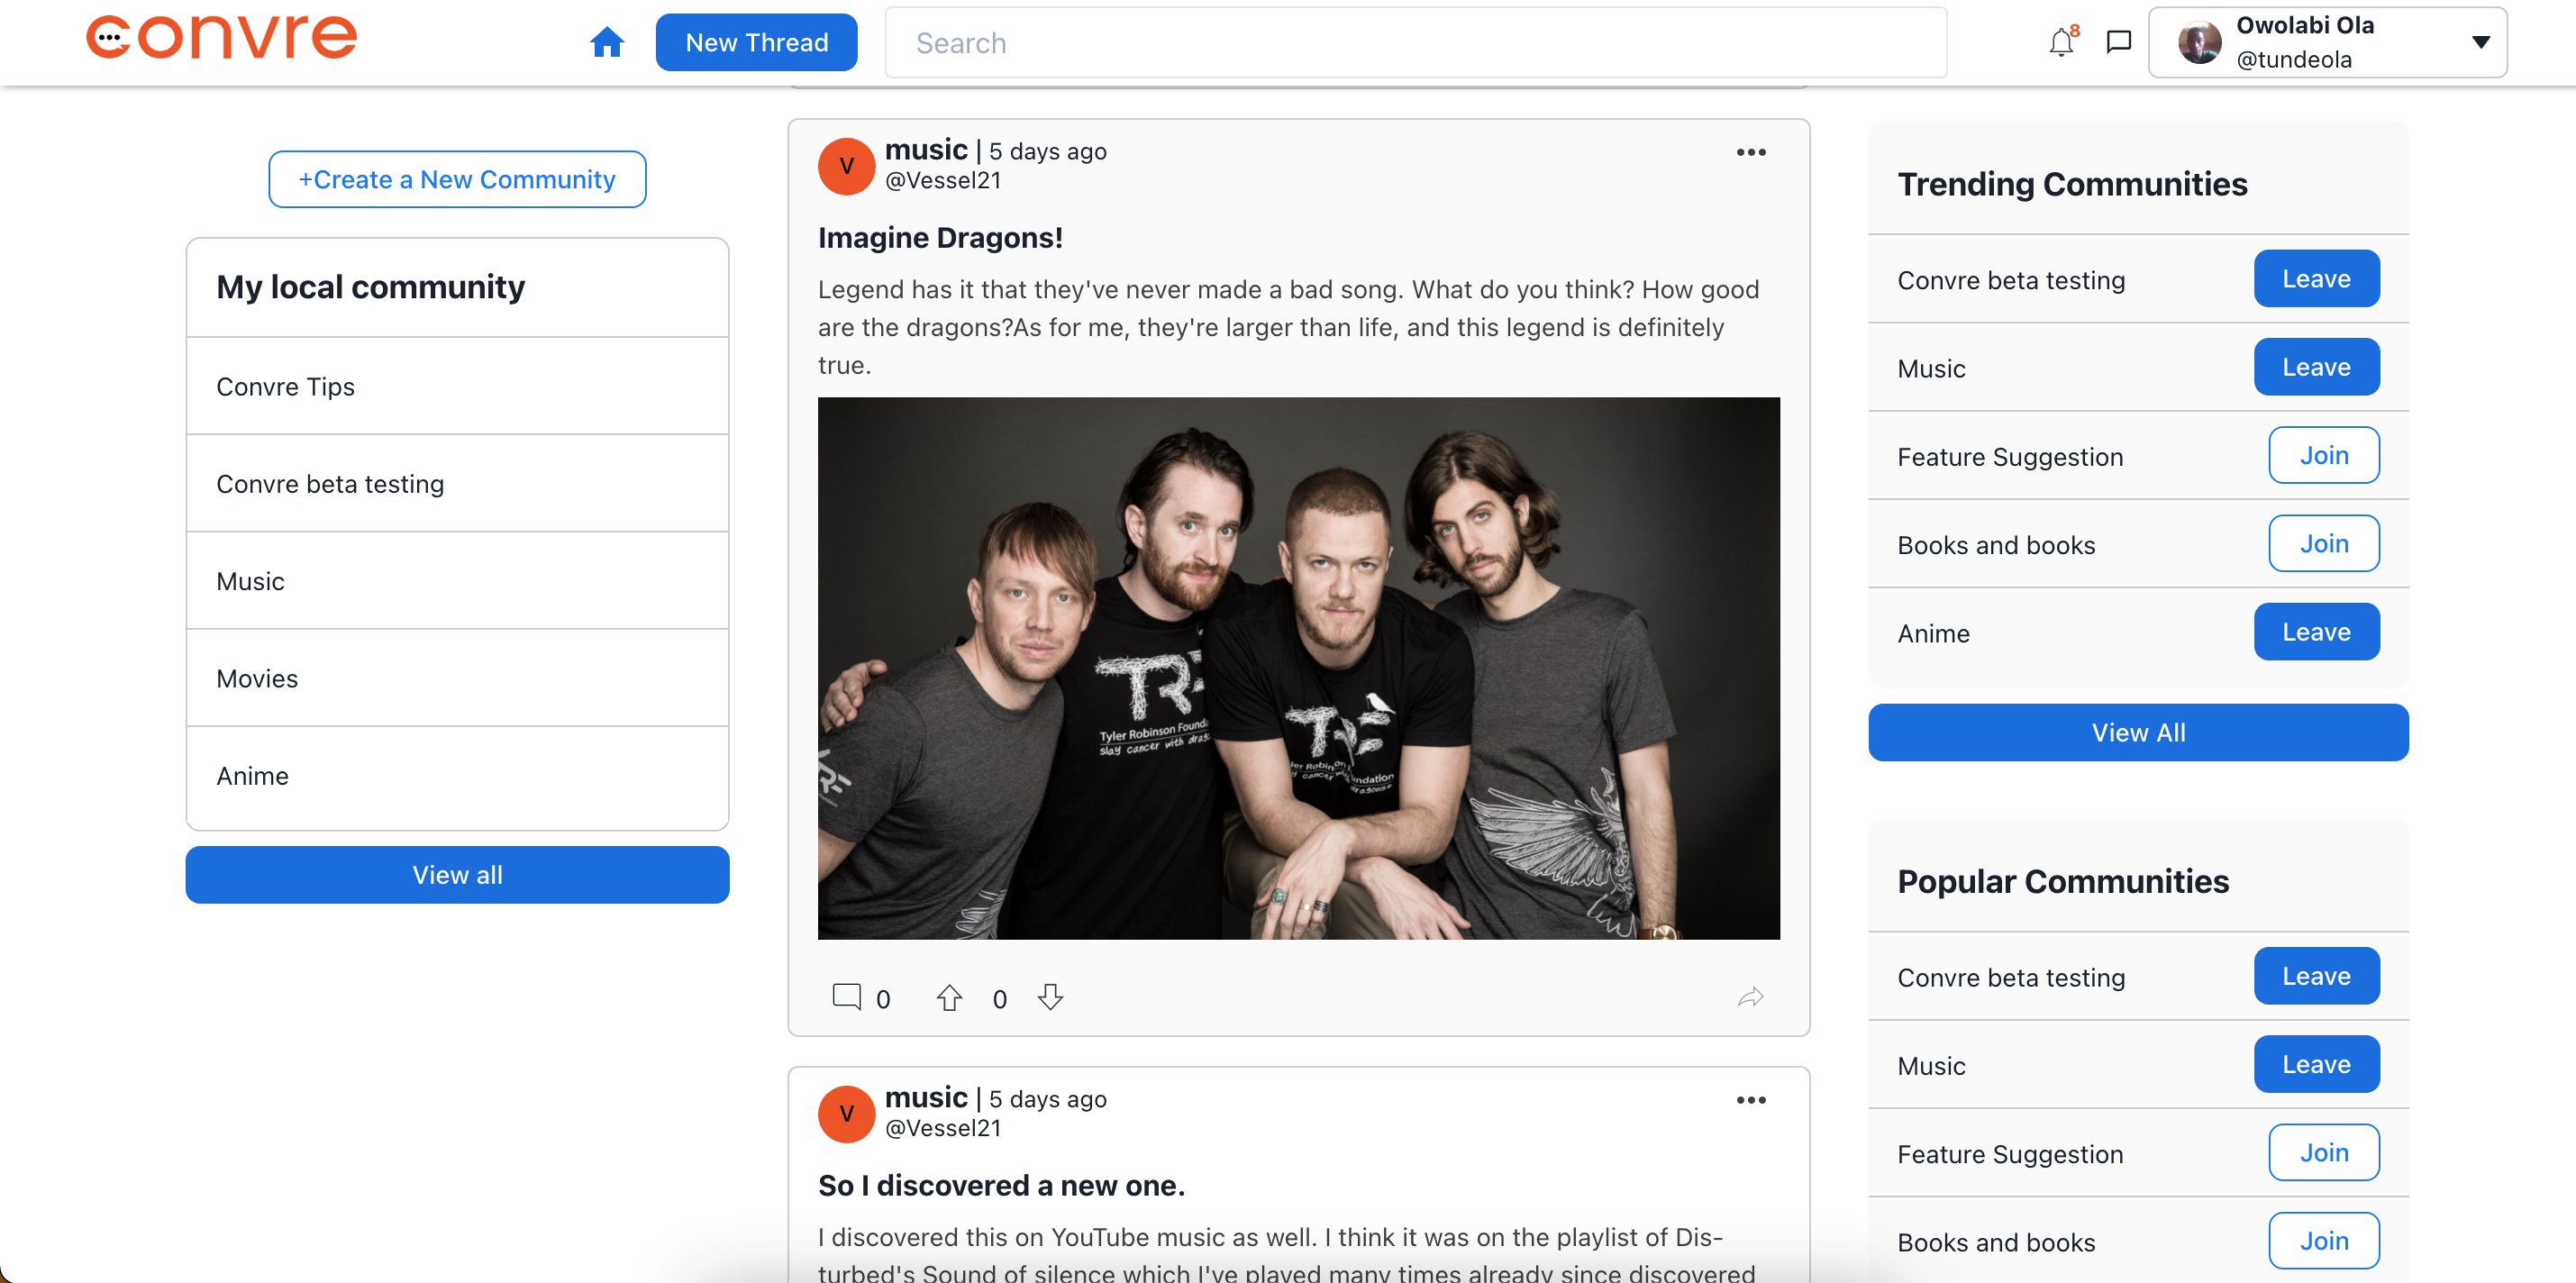 convre
New Thread
Search
8
Owolabi Ola
@tundeola
+Create a New Community
My local community
Convre Tips
Convre beta testing
Music
Movies
Anime
View all
V
music | 5 days ago
@Vessel21
Imagine Dragons!
Legend has it that they've never made a bad song. What do you think? How good
are the dragons?As for me, they're larger than life, and this legend is definitely
true.
Tyler Robinson Founda
slay cancer with drago
0
0
V
music | 5 days ago
@Vessel21
So I discovered a new one.
I discovered this on YouTube music as well. I think it was on the playlist of Dis-
turbed's Sound of silence which I've played many times already since discovered
Trending Communities
Convre beta testing
Leave
Music
Leave
Feature Suggestion
Join
Books and books
Join
Anime
Leave
View All
Popular Communities
Convre beta testing
Leave
Music
Leave
Feature Suggestion
Join
Books and books
Join